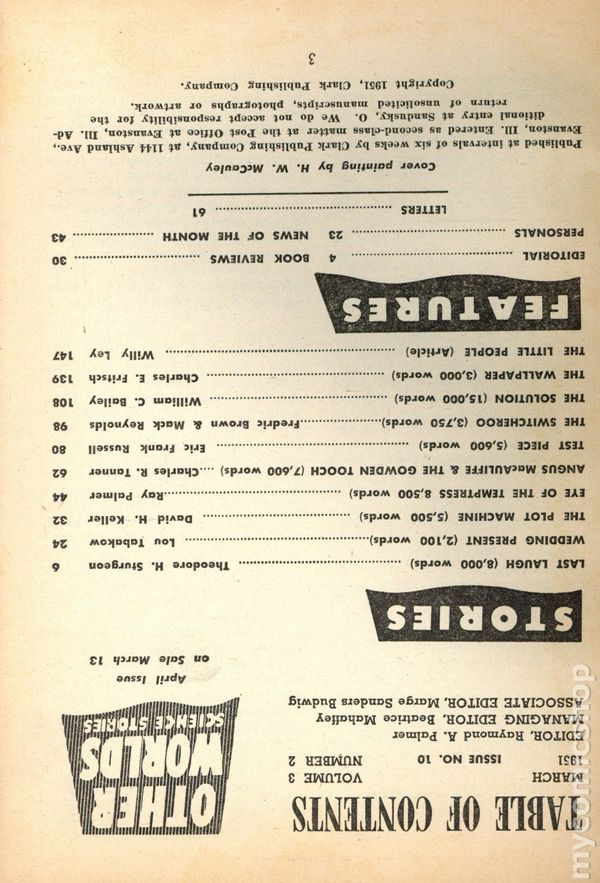 TABLE OF CONTENTS
MARCH VOLUME 3
1951 ISSUE NO. 10 NUMBER 2
EDITOR, Raymond A. Palmer
MANAGING EDITOR, Beatrice Mahaffey
ASSOCIATE EDITOR, Marge Sanders Budwig
OTHER
WORLDS
SCIENCE STORIES
April Issue
on Sale March 13
STORIES
LAST LAUGH (8,000 words) ........ Theodore H. Sturgeon 6
WEDDING PRESENT (2,100 words) ........ Lou Tabakow 24
THE PLOT MACHINE (5,500 words) ........ David H. Keller 32
EYE OF THE TEMPTRESS 8,500 words) ........ Ray Palmer 44
ANGUS MacAULIFFE & THE GOWDEN TOOCH (7,600 words) ....Charles R. Tanner 62
TEST PIECE (5,600 words) ........ Eric Frank Russell 80
THE SWITCHEROO (3,750 words) ........ Fredric Brown & Mack Reynolds 98
THE SOLUTION (15,000 words) ........ William C. Bailey 108
THE WALLPAPER (3,000 words) ........ Charles E. Fritsch 139
THE LITTLE PEOPLE (Article) ........ Willy Ley 147
FEATURES
EDITORIAL ........ 4 BOOK REVIEWS ........ 30
PERSONALS ........ 23 NEWS OF THE MONTH ........ 43
LETTERS ........ 61
Cover painting by H. W. McCauley
Published at intervals of six weeks by Clark Publishing Company, at 1144 Ashland Ave.,
Evanston, Ill. Entered as second-class matter at the Post Office at Evanston, Ill. Ad-
ditional entry at Sandusky, O. We do not accept responsibility for the
return of unsolicited manuscripts, photographs or artwork.
Copyright 1951, Clark Publishing Company.
3
mycomicshop